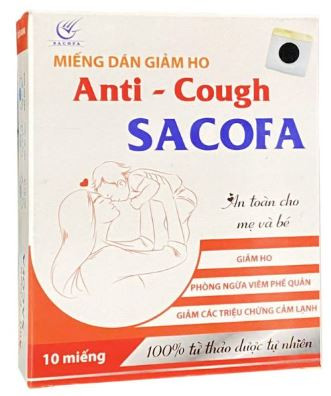 SACOFA
MIẾNG DÁN GIẢM HO
Anti - Cough
SACOFA
An toàn cho
mẹ và bé
GIẢM HO
PHÒNG NGỪA VIÊM PHẾ QUẢN
GIẢM CÁC TRIỆU CHỨNG CẢM LẠNH
10 miếng
100% từ thảo dược tự nhiên